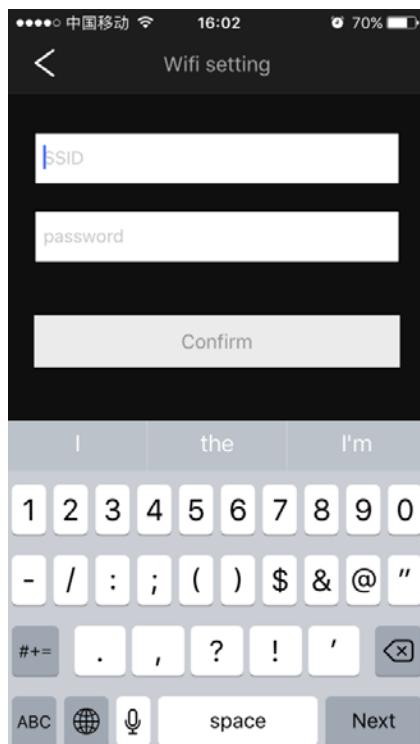 中国移动 16:02 70%
Wifi setting
SSID
password
Confirm
I the I'm
1 2 3 4 5 6 7 8 9 0
- / : ; ( ) $ & @ "
#+= . , ? ! '
ABC space Next